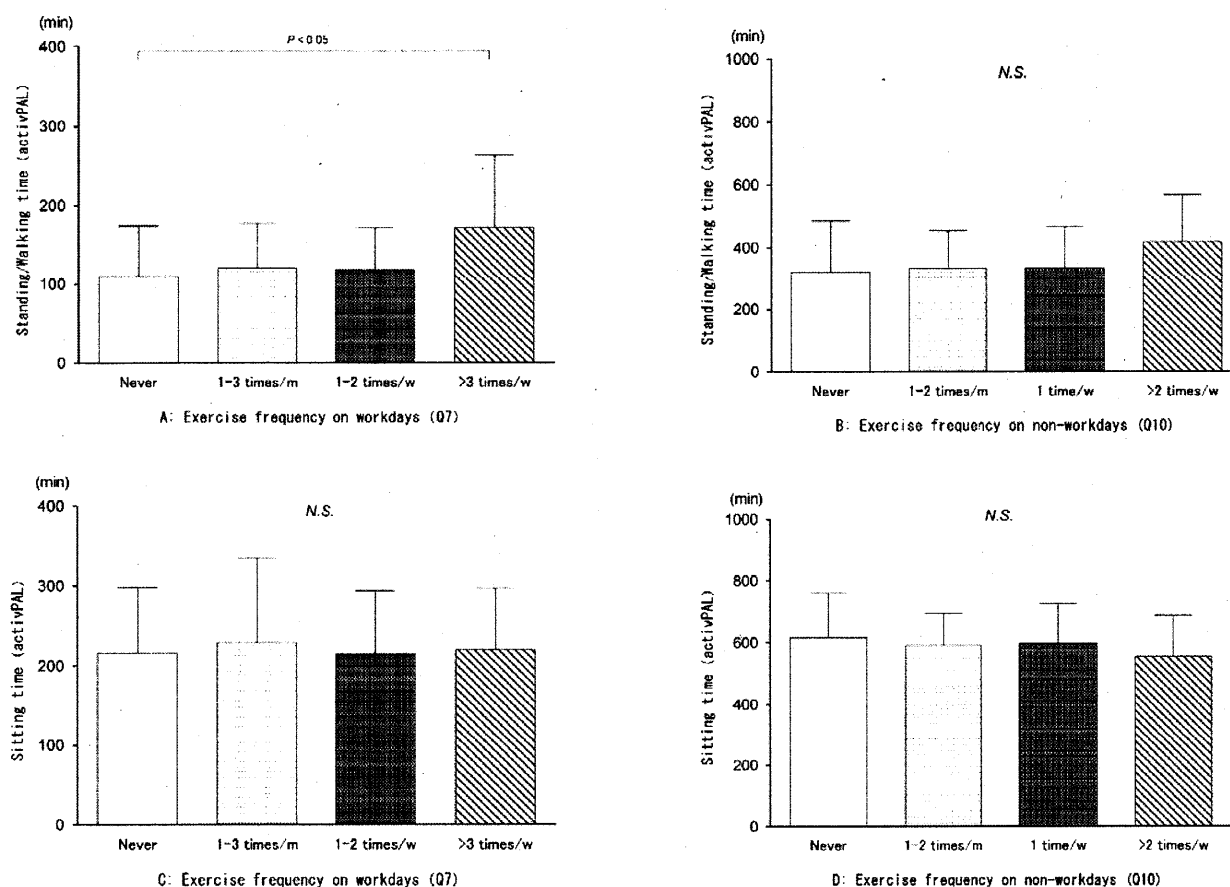 (min)
P < 0.05
400
300
200
100
0
Standing/Walking time (activPAL)
Never 1-3 times/m 1-2 times/w >3 times/w
A: Exercise frequency on workdays (Q7)
(min)
N.S.
1000
800
600
400
200
0
Standing/Walking time (activPAL)
Never 1-2 times/m 1 time/w >2 times/w
B: Exercise frequency on non-workdays (Q10)
(min)
N.S.
400
300
200
100
0
Sitting time (activPAL)
Never 1-3 times/m 1-2 times/w >3 times/w
C: Exercise frequency on workdays (Q7)
(min)
N.S.
1000
800
600
400
200
0
Sitting time (activPAL)
Never 1-2 times/m 1 time/w >2 times/w
D: Exercise frequency on non-workdays (Q10)